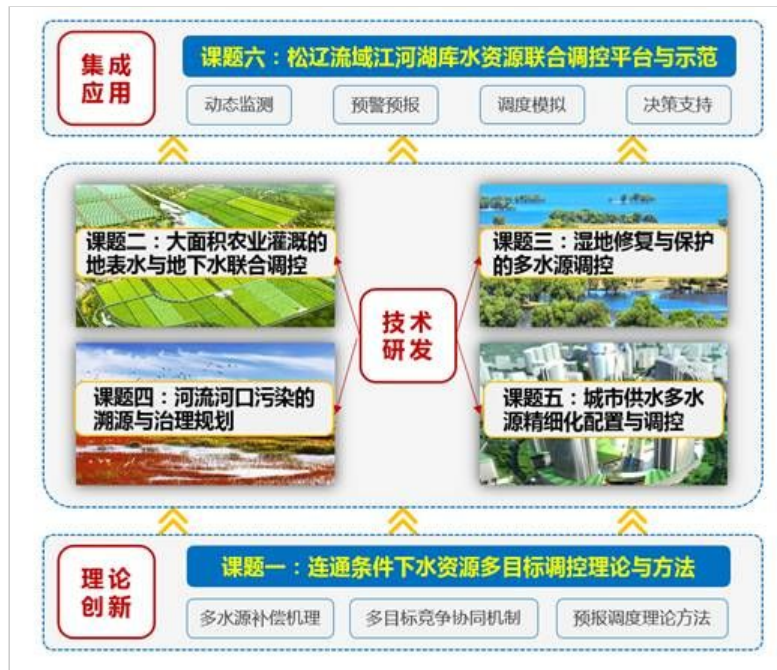 集成
应用
课题六：松辽流域江河湖库水资源联合调控平台与示范
动态监测
预警预报
调度模拟
决策支持
课题二：大面积农业灌溉的
地表水与地下水联合调控
课题三：湿地修复与保护
的多水源调控
技术
研发
课题四：河流河口污染的
溯源与治理规划
课题五：城市供水多水
源精细化配置与调控
理论
创新
课题一：连通条件下水资源多目标调控理论与方法
多水源补偿机理
多目标竞争协同机制
预报调度理论方法